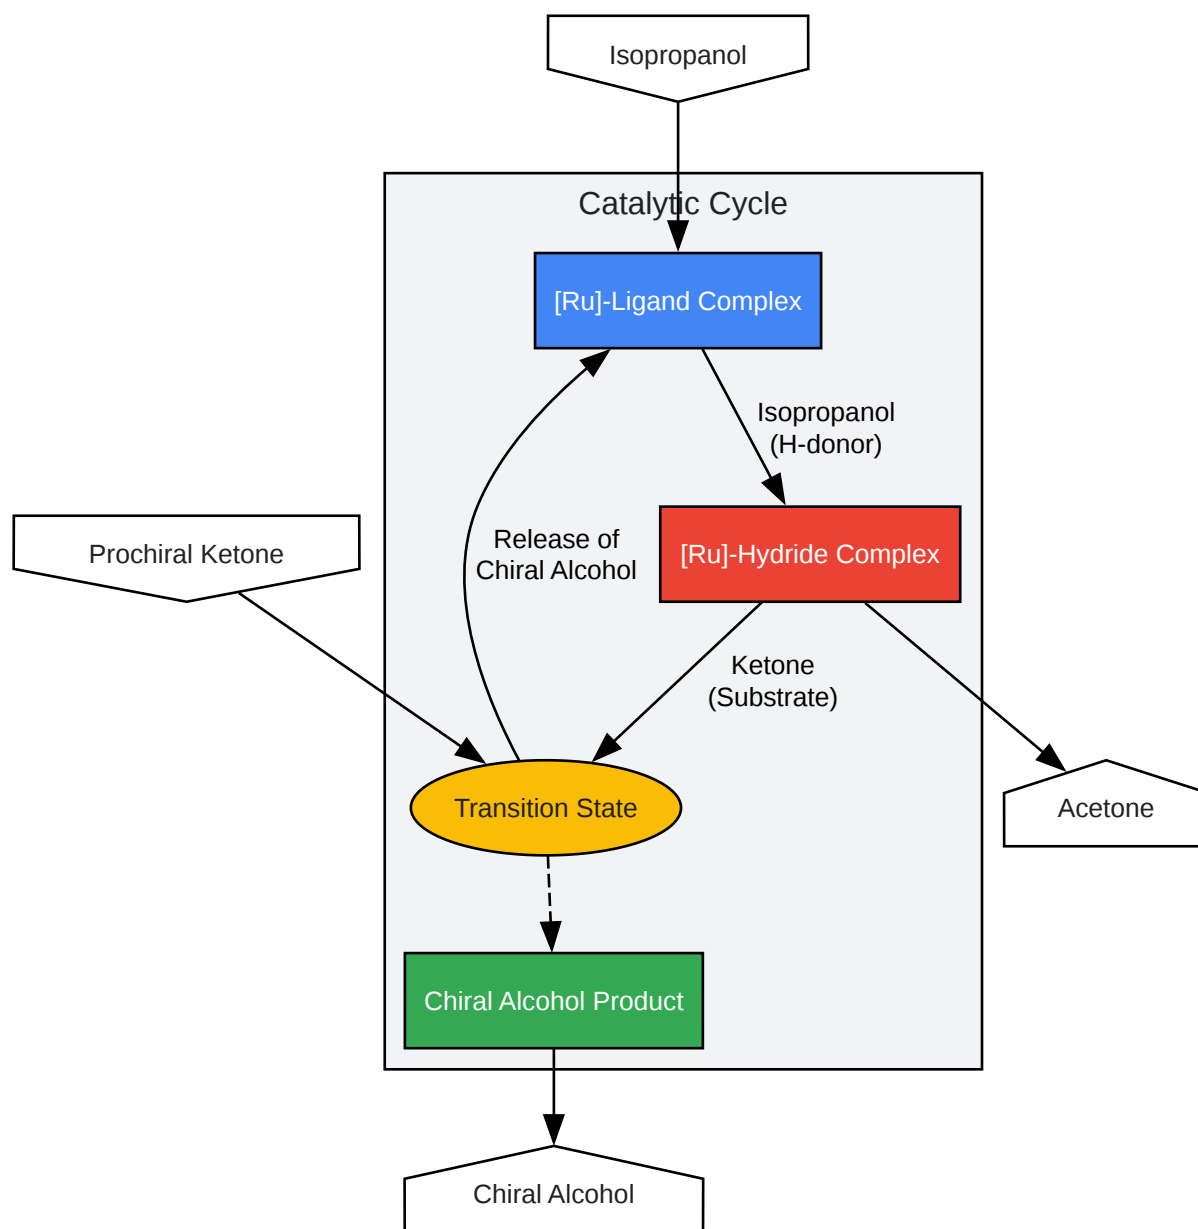 Isopropanol
Catalytic Cycle
[Ru]-Ligand Complex
Isopropanol
(H-donor)
Release of
Chiral Alcohol
Prochiral Ketone
[Ru]-Hydride Complex
Ketone
(Substrate)
Transition State
Acetone
Chiral Alcohol Product
Chiral Alcohol